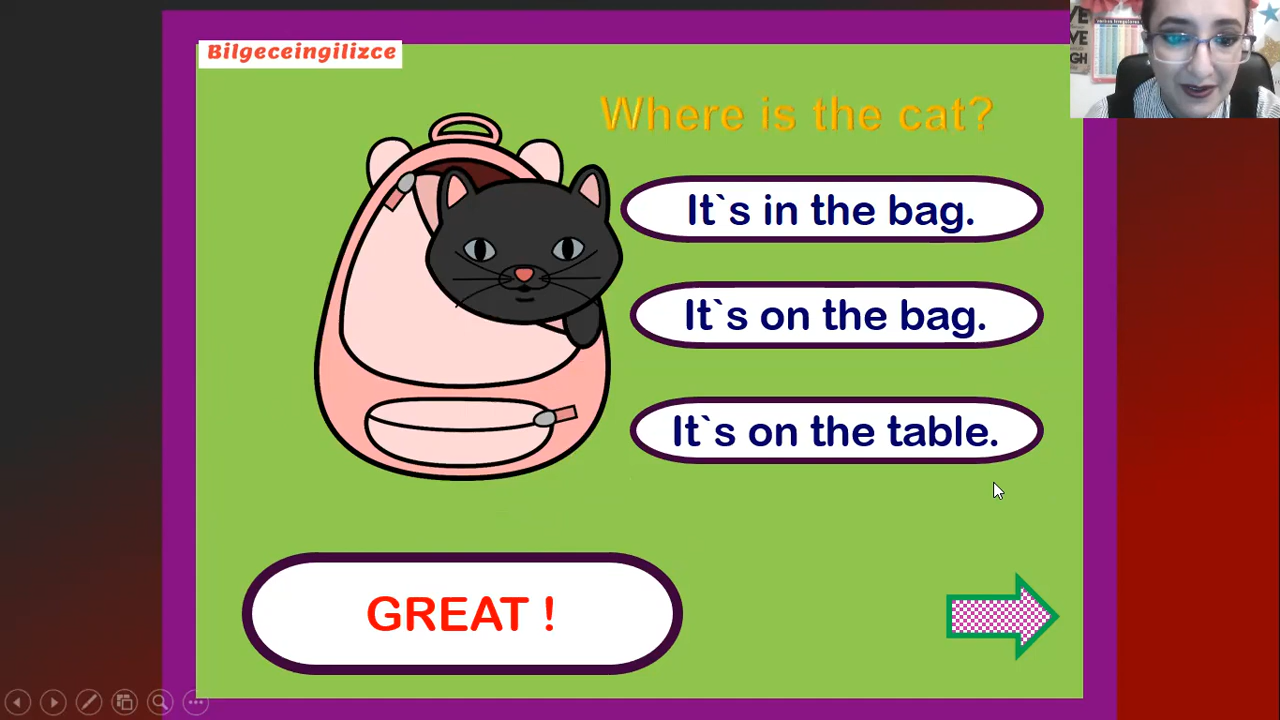 Bilgeceingilizce
Where is the cat?
It`s in the bag.
It`s on the bag.
It`s on the table.
GREAT !